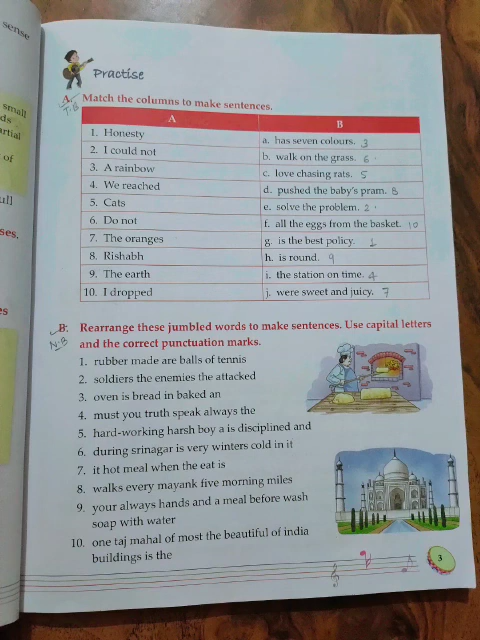 sense
small
ds
artial
of
ull
ses.
es
Practise
A. Match the columns to make sentences.
T.B
A B
1. Honesty a. has seven colours. 3
2. I could not b. walk on the grass. 6
3. A rainbow c. love chasing rats. 5
4. We reached d. pushed the baby's pram. 8
5. Cats e. solve the problem. 2
6. Do not f. all the eggs from the basket. 10
7. The oranges g. is the best policy. 1
8. Rishabh h. is round. 9
9. The earth i. the station on time. 4
10. I dropped j. were sweet and juicy. 7
B. Rearrange these jumbled words to make sentences. Use capital letters
N.B and the correct punctuation marks.
1. rubber made are balls of tennis
2. soldiers the enemies the attacked
3. oven is bread in baked an
4. must you truth speak always the
5. hard-working harsh boy a is disciplined and
6. during srinagar is very winters cold in it
7. it hot meal when the eat is
8. walks every mayank five morning miles
9. your always hands and a meal before wash
soap with water
10. one taj mahal of most the beautiful of india
buildings is the
3